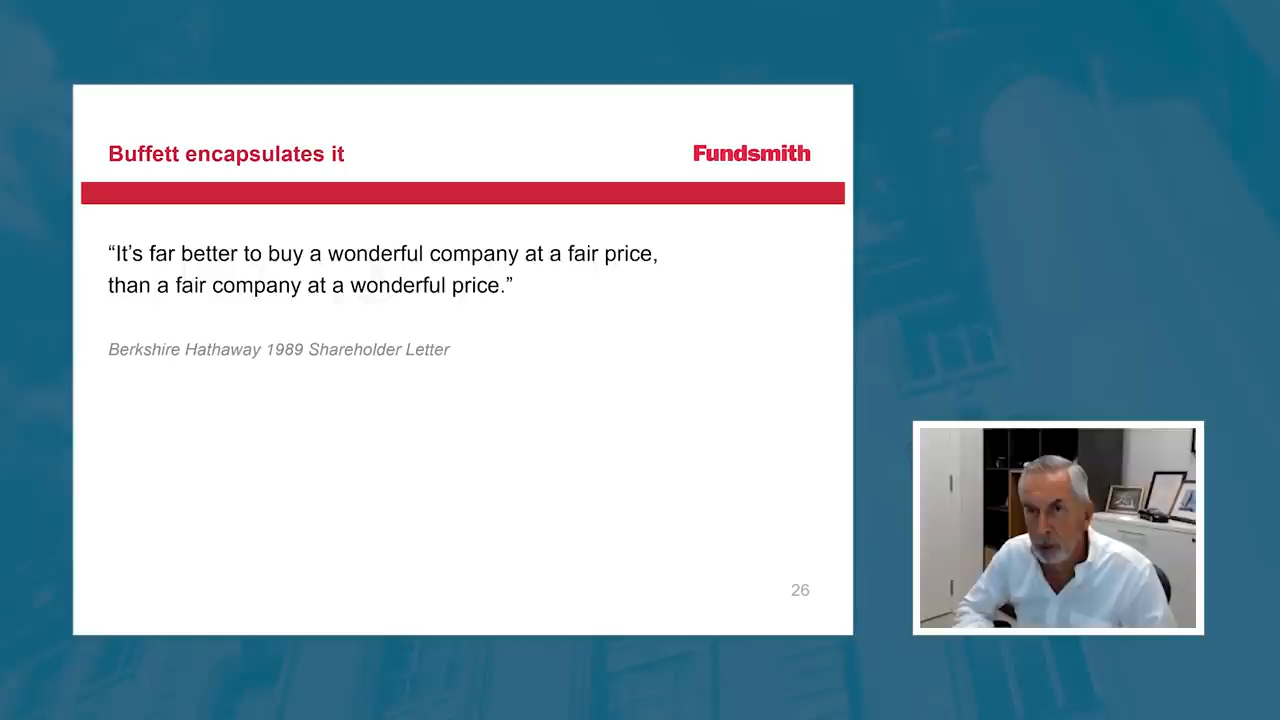 Buffett encapsulates it
Fundsmith
“It’s far better to buy a wonderful company at a fair price,
than a fair company at a wonderful price.”
Berkshire Hathaway 1989 Shareholder Letter
26